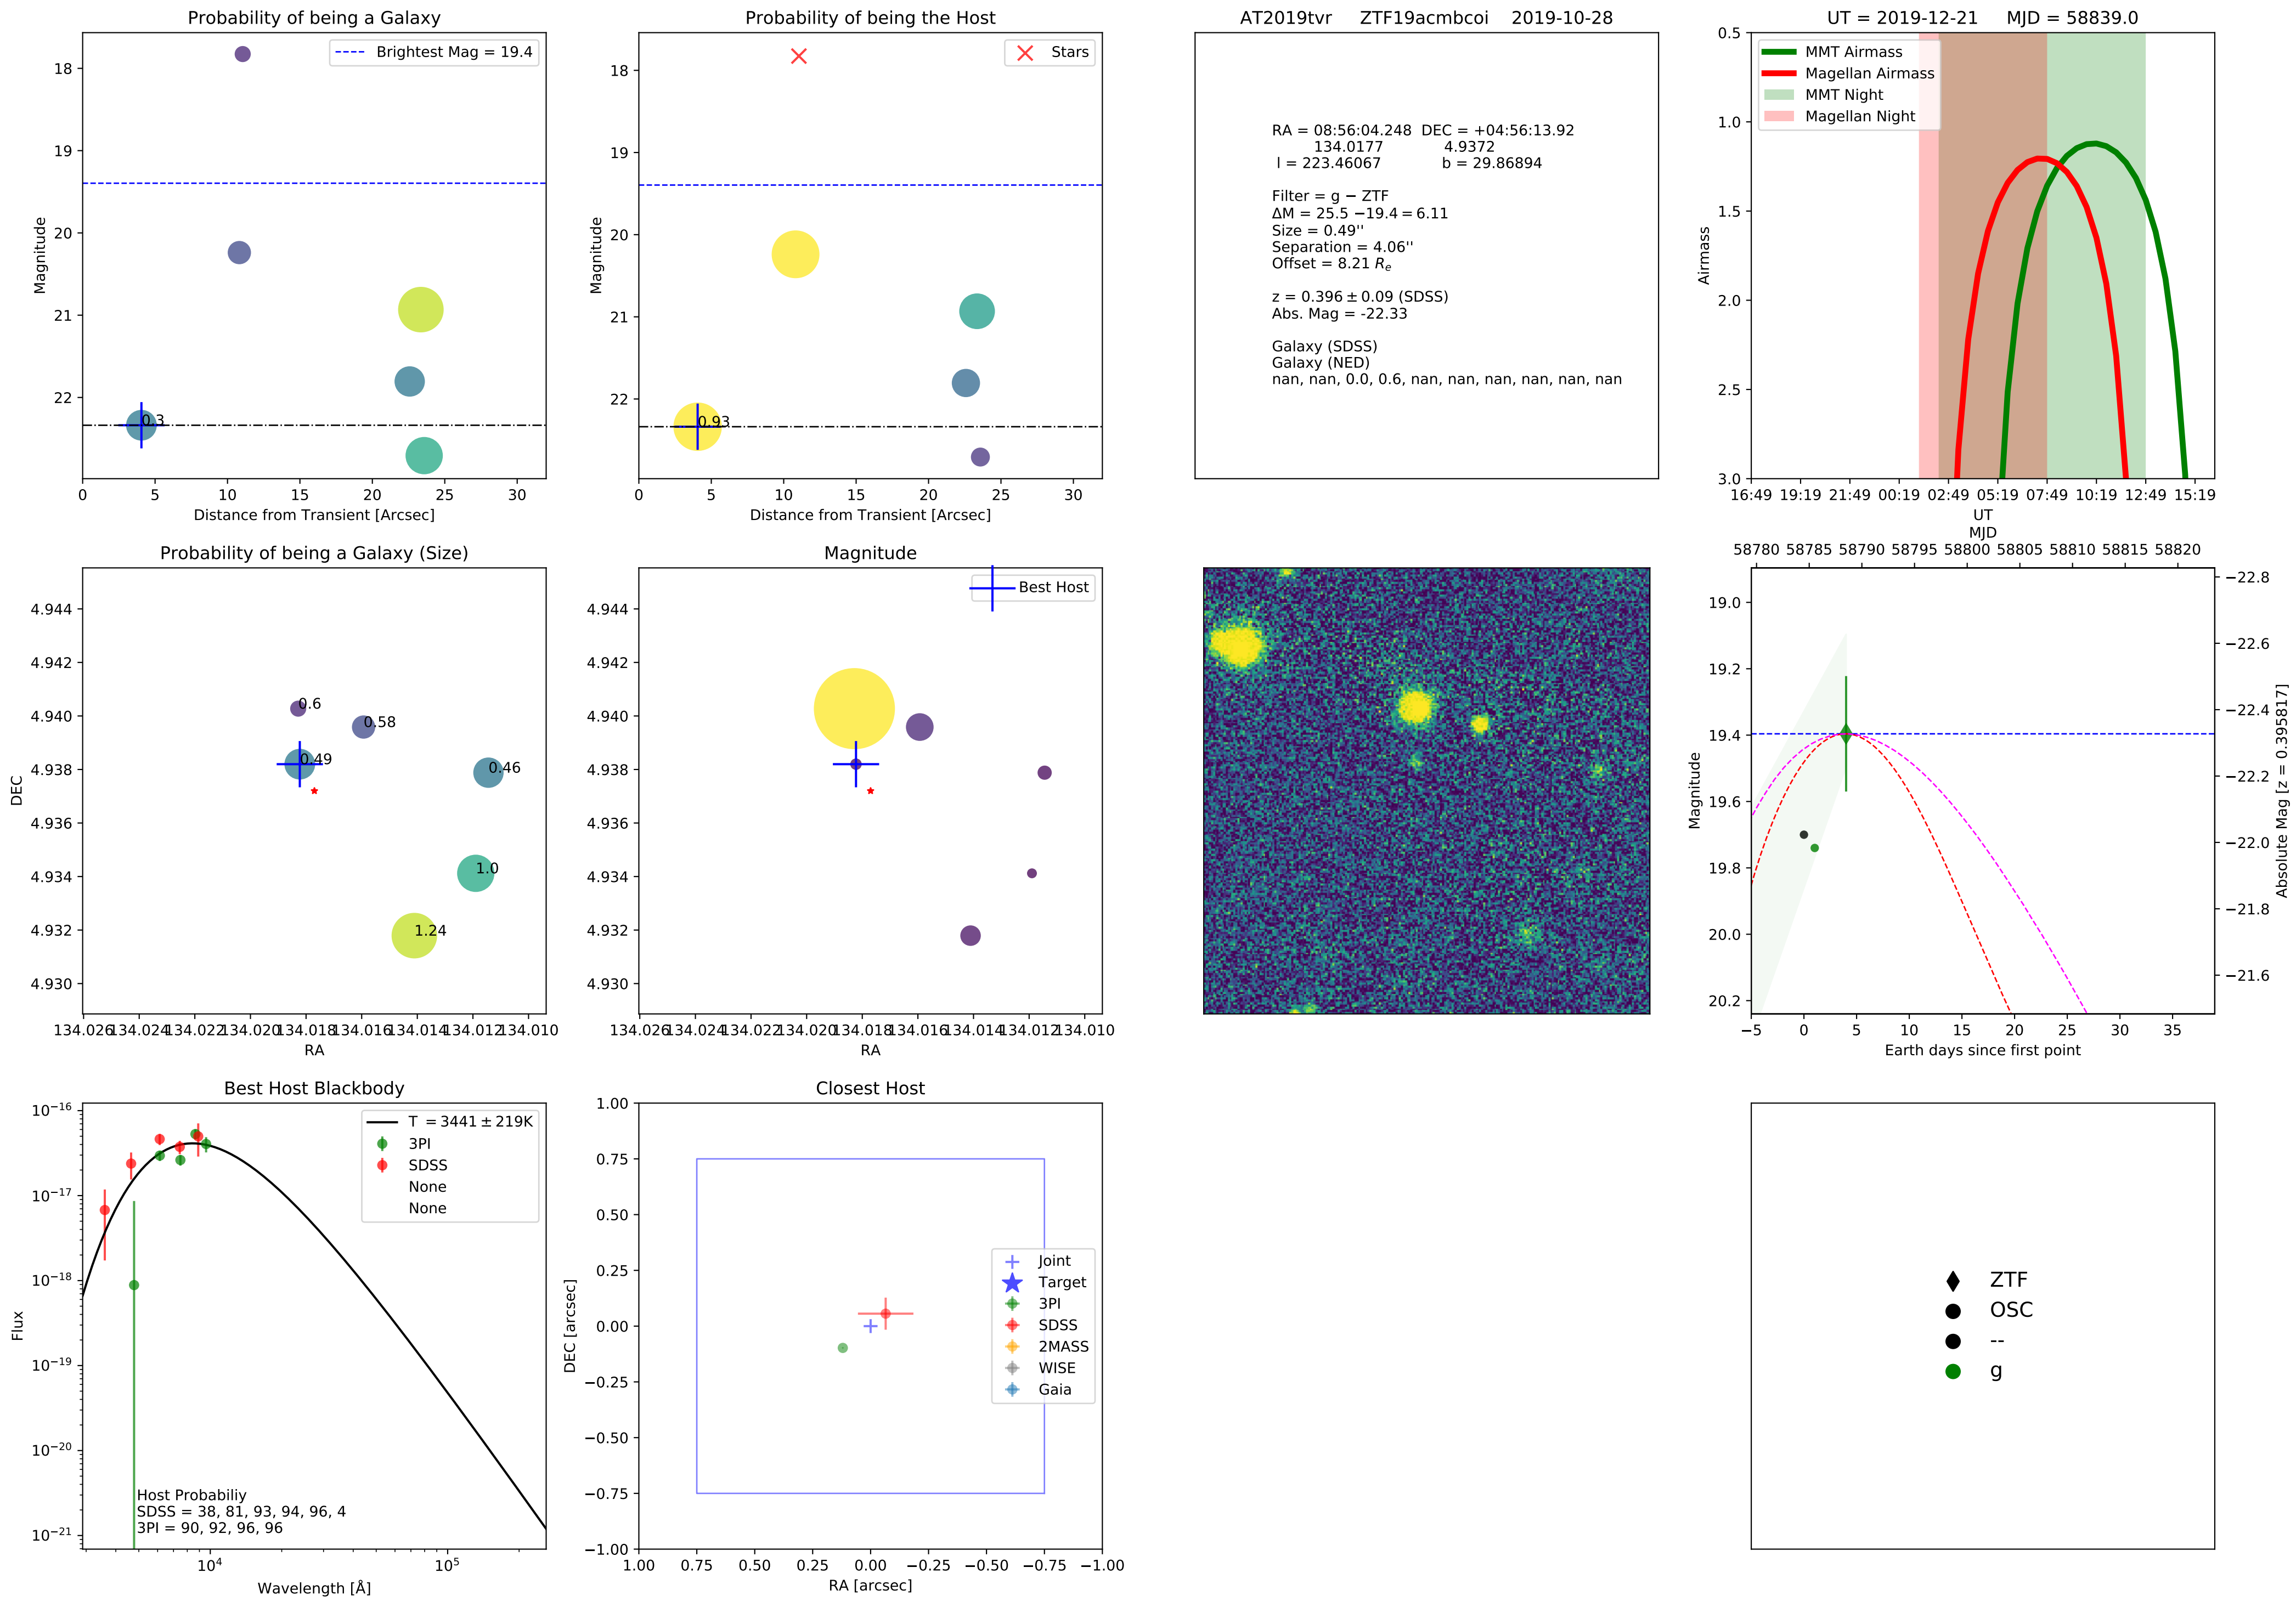 Probability of being a Galaxy
Brightest Mag = 19.4
Magnitude
18
19
20
21
22
0.3
0 5 10 15 20 25 30
Distance from Transient [Arcsec]
Probability of being the Host
Stars
Magnitude
18
19
20
21
22
0.93
0 5 10 15 20 25 30
Distance from Transient [Arcsec]
AT2019tvr ZTF19acmbcoi 2019-10-28
RA = 08:56:04.248 DEC = +04:56:13.92
134.0177 4.9372
l = 223.46067 b = 29.86894
Filter = g − ZTF
ΔM = 25.5 −19.4 = 6.11
Size = 0.49''
Separation = 4.06''
Offset = 8.21 Re
z = 0.396 ± 0.09 (SDSS)
Abs. Mag = -22.33
Galaxy (SDSS)
Galaxy (NED)
nan, nan, 0.0, 0.6, nan, nan, nan, nan, nan, nan
UT = 2019-12-21 MJD = 58839.0
MMT Airmass
Magellan Airmass
MMT Night
Magellan Night
Airmass
0.5
1.0
1.5
2.0
2.5
3.0
16:49 19:19 21:49 00:19 02:49 05:19 07:49 10:19 12:49 15:19
UT
Probability of being a Galaxy (Size)
DEC
4.944
4.942
4.940
4.938
4.936
4.934
4.932
4.930
0.6
0.58
0.49
0.46
1.0
1.24
134.026 134.024 134.022 134.020 134.018 134.016 134.014 134.012 134.010
RA
Magnitude
Best Host
4.944
4.942
4.940
4.938
4.936
4.934
4.932
4.930
134.026 134.024 134.022 134.020 134.018 134.016 134.014 134.012 134.010
RA
MJD
58780 58785 58790 58795 58800 58805 58810 58815 58820
Magnitude
19.0
19.2
19.4
19.6
19.8
20.0
20.2
−22.8
−22.6
−22.4
−22.2
−22.0
−21.8
−21.6
Absolute Mag [z = 0.395817]
−5 0 5 10 15 20 25 30 35
Earth days since first point
Best Host Blackbody
T = 3441 ± 219K
3PI
SDSS
None
None
Flux
10−16
10−17
10−18
10−19
10−20
10−21
Host Probabiliy
SDSS = 38, 81, 93, 94, 96, 4
3PI = 90, 92, 96, 96
104 105
Wavelength [Å]
Closest Host
DEC [arcsec]
1.00
0.75
0.50
0.25
0.00
−0.25
−0.50
−0.75
−1.00
Joint
Target
3PI
SDSS
2MASS
WISE
Gaia
1.00 0.75 0.50 0.25 0.00 −0.25 −0.50 −0.75 −1.00
RA [arcsec]
ZTF
OSC
--
g